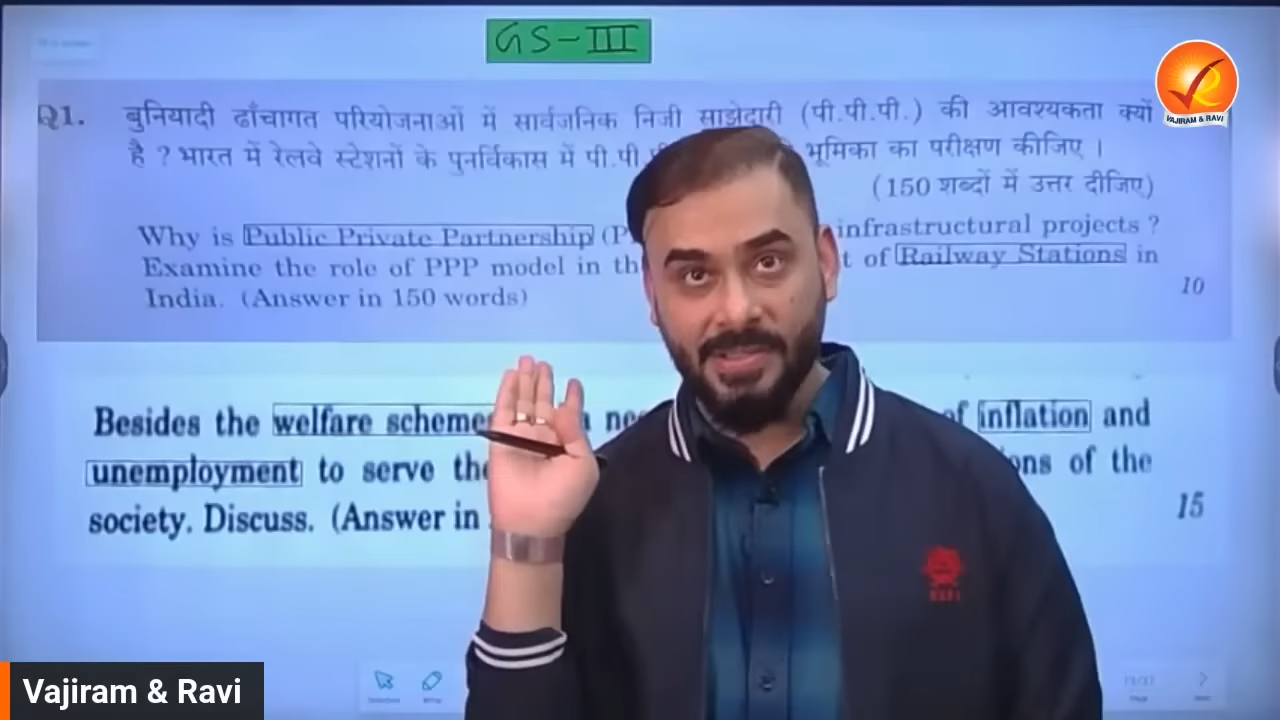 GS-III
VAJIRAM & RAVI
Q1. बुनियादी ढाँचागत परियोजनाओं में सार्वजनिक निजी साझेदारी (पी.पी.पी.) की आवश्यकता क्यों
है ? भारत में रेलवे स्टेशनों के पुनर्विकास में पी.पी. भूमिका का परीक्षण कीजिए ।
(150 शब्दों में उत्तर दीजिए)
Why is Public Private Partnership infrastructural projects ?
Examine the role of PPP model in of Railway Stations in
India. (Answer in 150 words) 10
Besides the welfare of inflation and
unemployment to serve of the
society. Discuss. (Answer in 15
Vajiram & Ravi